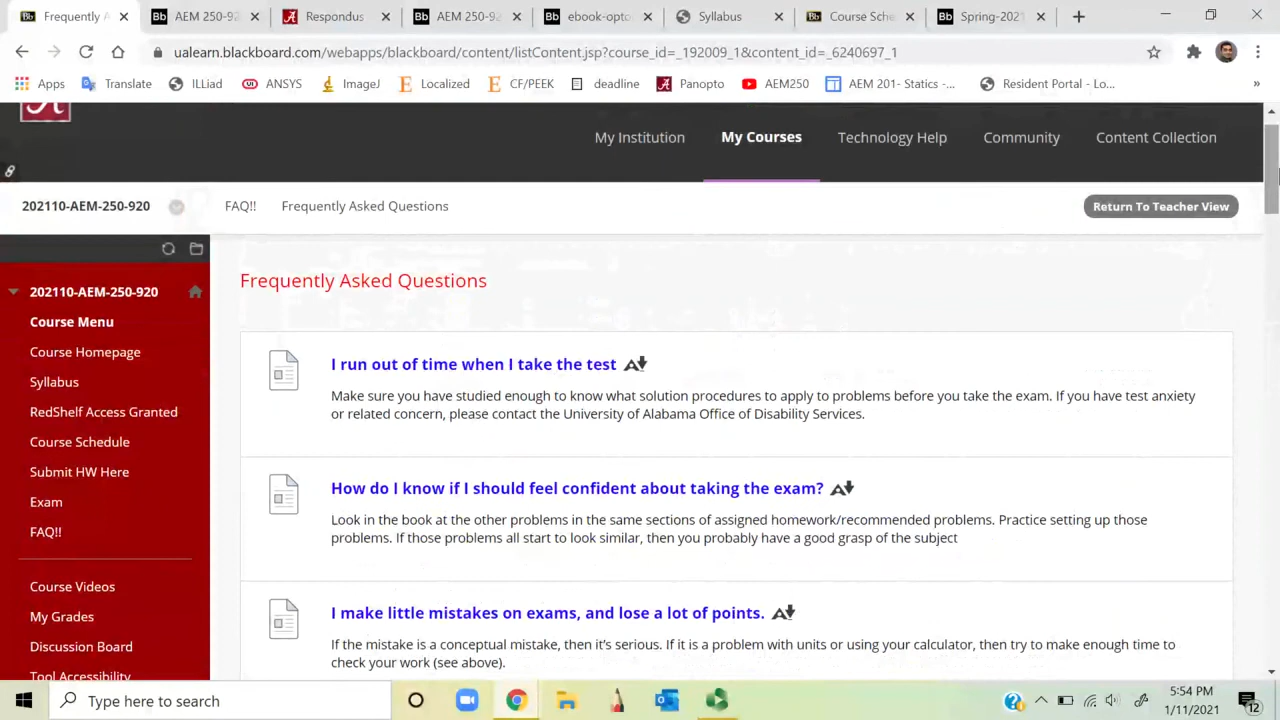 Frequently A
AEM 250-92
Respondus
AEM 250-92
ebook-opto
Syllabus
Course Sche
Spring-2021
ualearn.blackboard.com/webapps/blackboard/content/listContent.jsp?course_id=_192009_1&content_id=_6240697_1
Apps
Translate
ILLiad
ANSYS
ImageJ
Localized
CF/PEEK
deadline
Panopto
AEM250
AEM 201- Statics -...
Resident Portal - Lo...
»
My Institution
My Courses
Technology Help
Community
Content Collection
202110-AEM-250-920
FAQ!!
Frequently Asked Questions
Return To Teacher View
202110-AEM-250-920
Course Menu
Course Homepage
Syllabus
RedShelf Access Granted
Course Schedule
Submit HW Here
Exam
FAQ!!
Course Videos
My Grades
Discussion Board
Tool Accessibility
Frequently Asked Questions
I run out of time when I take the test
Make sure you have studied enough to know what solution procedures to apply to problems before you take the exam. If you have test anxiety
or related concern, please contact the University of Alabama Office of Disability Services.
How do I know if I should feel confident about taking the exam?
Look in the book at the other problems in the same sections of assigned homework/recommended problems. Practice setting up those
problems. If those problems all start to look similar, then you probably have a good grasp of the subject
I make little mistakes on exams, and lose a lot of points.
If the mistake is a conceptual mistake, then it's serious. If it is a problem with units or using your calculator, then try to make enough time to
check your work (see above).
Type here to search
5:54 PM
1/11/2021
12